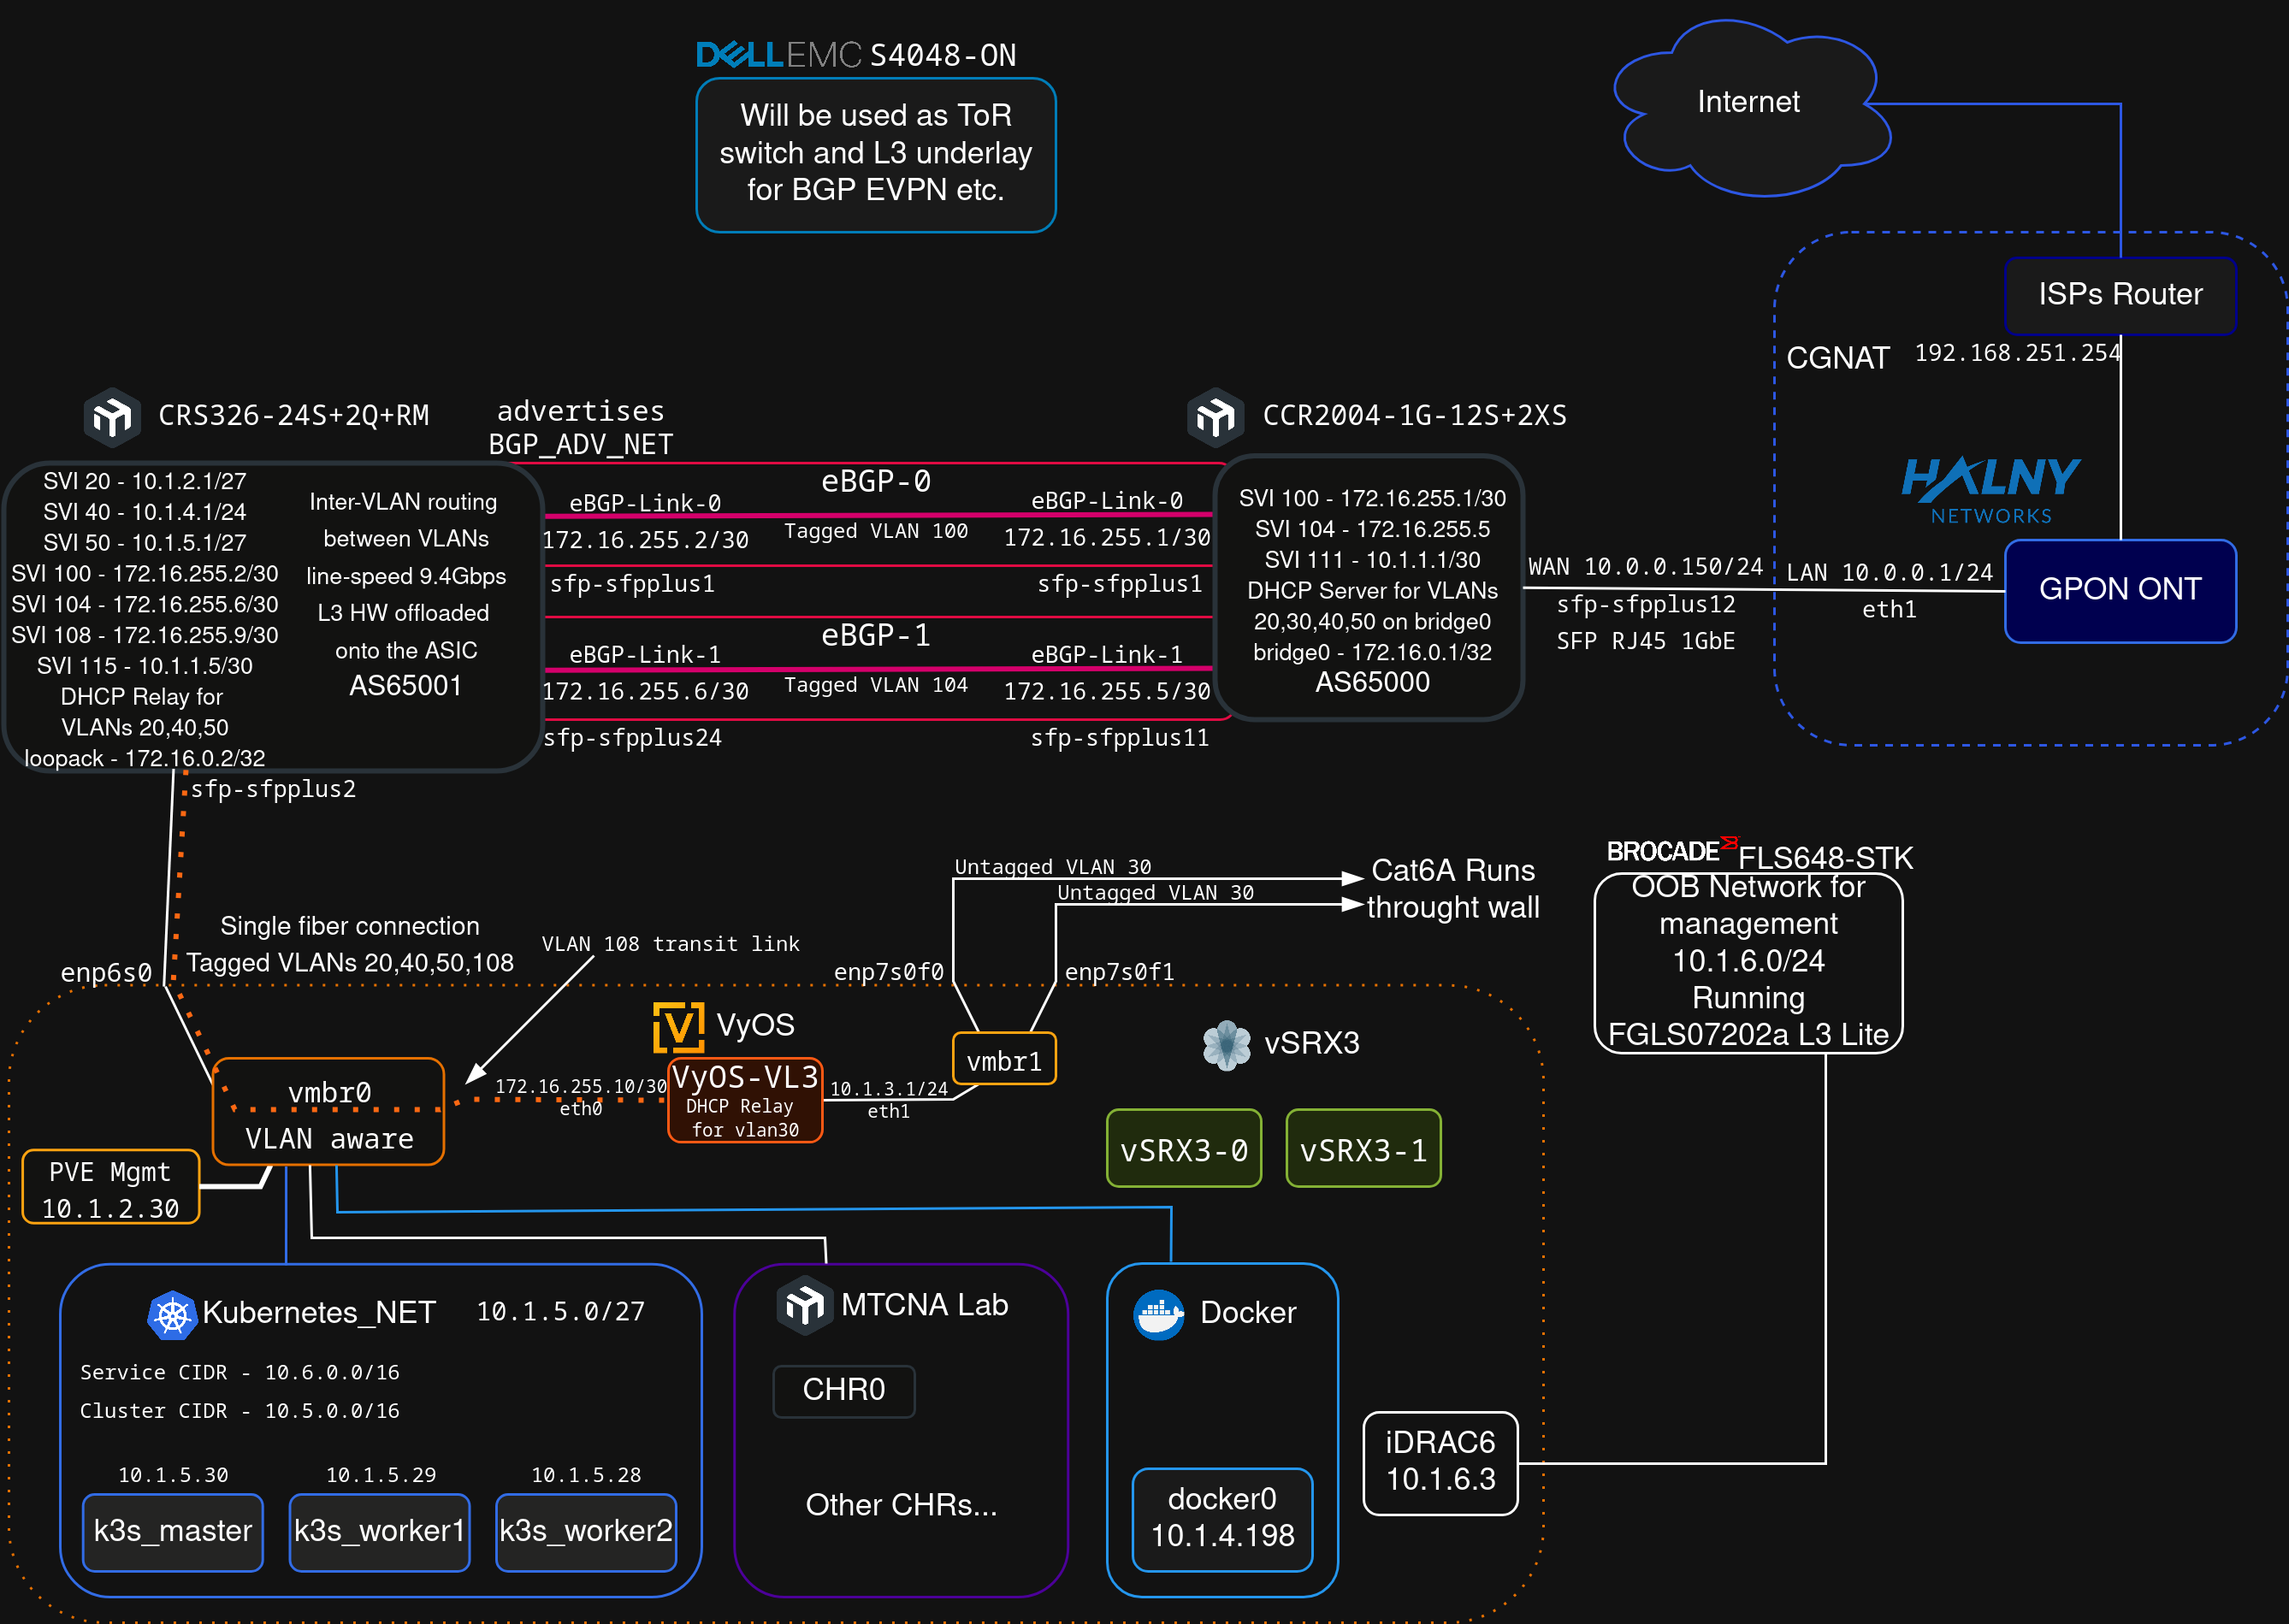 DELLEMC S4048-ON
Will be used as ToR
switch and L3 underlay
for BGP EVPN etc.
Internet
ISPs Router
CGNAT
192.168.251.254
HALNY
NETWORKS
GPON ONT
LAN 10.0.0.1/24
eth1
WAN 10.0.0.150/24
sfp-sfpplus12
SFP RJ45 1GbE
CRS326-24S+2Q+RM
advertises
BGP_ADV_NET
CCR2004-1G-12S+2XS
SVI 20 - 10.1.2.1/27
SVI 40 - 10.1.4.1/24
SVI 50 - 10.1.5.1/27
SVI 100 - 172.16.255.2/30
SVI 104 - 172.16.255.6/30
SVI 108 - 172.16.255.9/30
SVI 115 - 10.1.1.5/30
DHCP Relay for
VLANs 20,40,50
loopack - 172.16.0.2/32
Inter-VLAN routing
between VLANs
line-speed 9.4Gbps
L3 HW offloaded
onto the ASIC
AS65001
eBGP-0
eBGP-Link-0
eBGP-Link-0
172.16.255.2/30
Tagged VLAN 100
172.16.255.1/30
sfp-sfpplus1
sfp-sfpplus1
eBGP-1
eBGP-Link-1
eBGP-Link-1
172.16.255.6/30
Tagged VLAN 104
172.16.255.5/30
sfp-sfpplus24
sfp-sfpplus11
SVI 100 - 172.16.255.1/30
SVI 104 - 172.16.255.5
SVI 111 - 10.1.1.1/30
DHCP Server for VLANs
20,30,40,50 on bridge0
bridge0 - 172.16.0.1/32
AS65000
sfp-sfpplus2
Single fiber connection
Tagged VLANs 20,40,50,108
enp6s0
VLAN 108 transit link
Untagged VLAN 30
Untagged VLAN 30
Cat6A Runs
throught wall
enp7s0f0
enp7s0f1
BROCADE FLS648-STK
OOB Network for
management
10.1.6.0/24
Running
FGLS07202a L3 Lite
vmbr0
VLAN aware
VyOS
172.16.255.10/30
eth0
VyOS-VL3
DHCP Relay
for vlan30
10.1.3.1/24
eth1
vmbr1
vSRX3
vSRX3-0
vSRX3-1
PVE Mgmt
10.1.2.30
Kubernetes_NET
10.1.5.0/27
Service CIDR - 10.6.0.0/16
Cluster CIDR - 10.5.0.0/16
10.1.5.30
10.1.5.29
10.1.5.28
k3s_master
k3s_worker1
k3s_worker2
MTCNA Lab
CHR0
Other CHRs...
Docker
docker0
10.1.4.198
iDRAC6
10.1.6.3